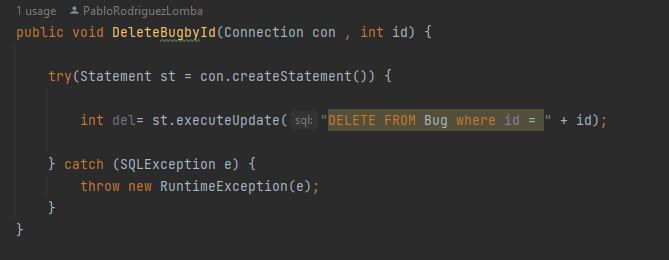 1 usage PabloRodriguezLomba
public void DeleteBugbyId(Connection con , int id) {
try(Statement st = con.createStatement()) {
int del= st.executeUpdate( sql: "DELETE FROM Bug where id = " + id);
} catch (SQLException e) {
throw new RuntimeException(e);
}
}